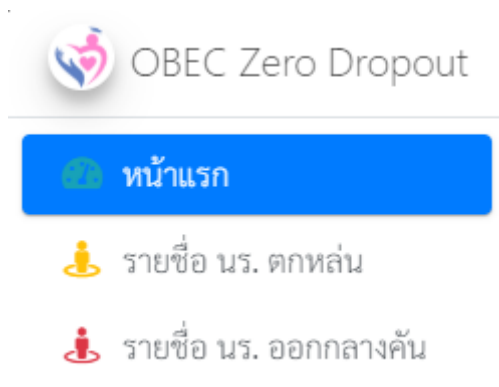 OBEC Zero Dropout
หน้าแรก
รายชื่อ นร. ตกหล่น
รายชื่อ นร. ออกกลางคัน